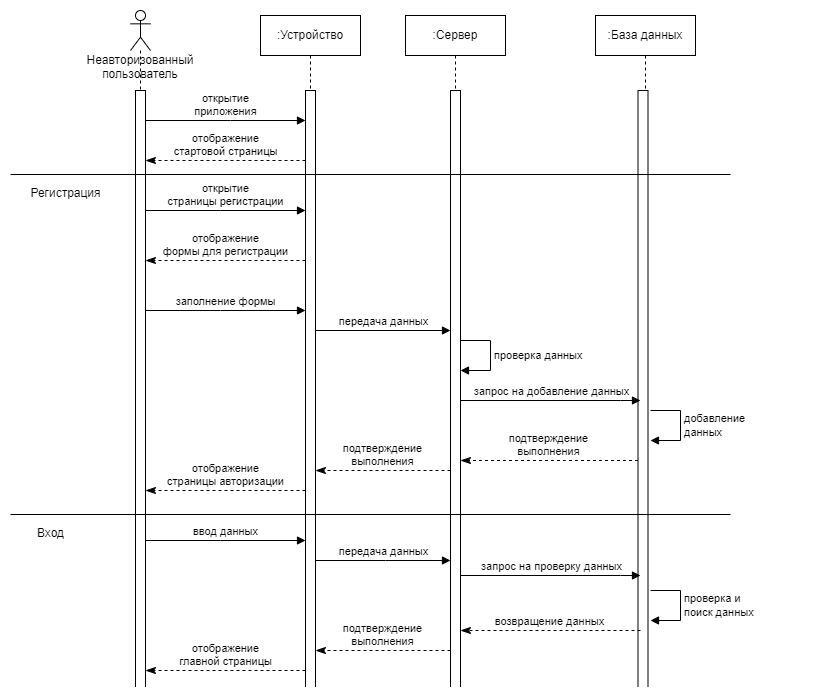 :Устройство
:Сервер
:База данных
Неавторизованный
пользователь
открытие
приложения
отображение
стартовой страницы
Регистрация
открытие
страницы регистрации
отображение
формы для регистрации
заполнение формы
передача данных
проверка данных
запрос на добавление данных
добавление
данных
подтверждение
выполнения
подтверждение
выполнения
отображение
страницы авторизации
Вход
ввод данных
передача данных
запрос на проверку данных
проверка и
поиск данных
возвращение данных
подтверждение
выполнения
отображение
главной страницы